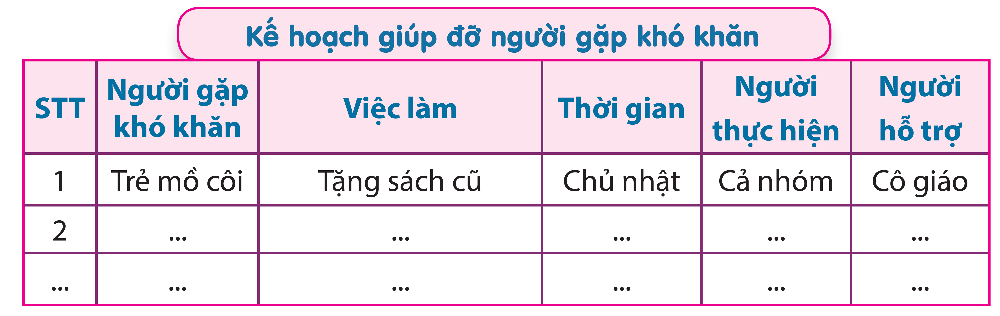 Kế hoạch giúp đỡ người gặp khó khăn
STT
Người gặp
khó khăn
Việc làm
Thời gian
Người
thực hiện
Người
hỗ trợ
1 Trẻ mồ côi Tặng sách cũ Chủ nhật Cả nhóm Cô giáo
2 ... ... ... ... ...
... ... ... ... ... ...